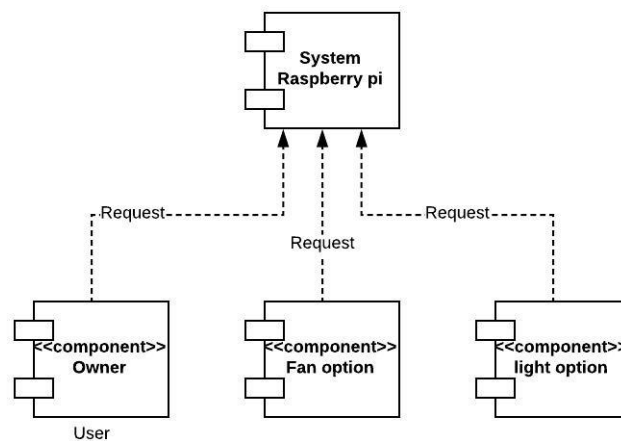 System
Raspberry pi
Request
Request
Request
<<component>>
Owner
<<component>>
Fan option
<<component>>
light option
User